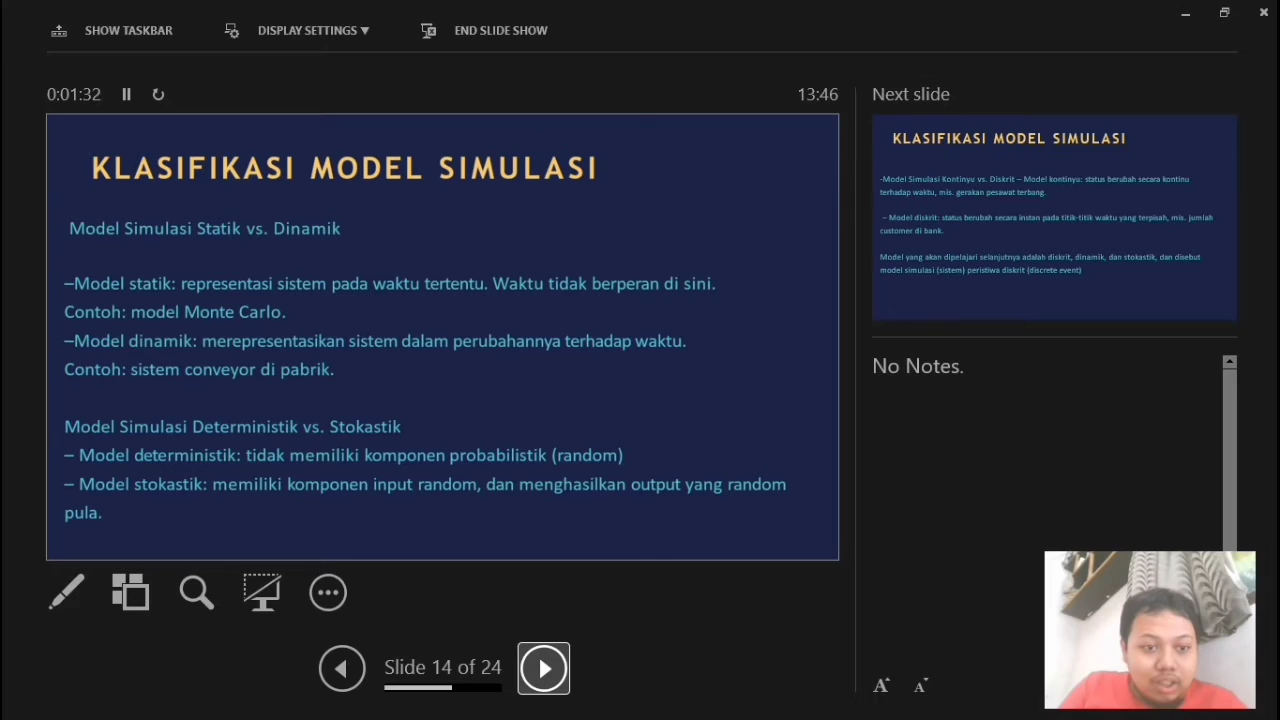 SHOW TASKBAR
DISPLAY SETTINGS
END SLIDE SHOW
0:01:32
13:46
KLASIFIKASI MODEL SIMULASI
Model Simulasi Statik vs. Dinamik
–Model statik: representasi sistem pada waktu tertentu. Waktu tidak berperan di sini.
Contoh: model Monte Carlo.
–Model dinamik: merepresentasikan sistem dalam perubahannya terhadap waktu.
Contoh: sistem conveyor di pabrik.
Model Simulasi Deterministik vs. Stokastik
– Model deterministik: tidak memiliki komponen probabilistik (random)
– Model stokastik: memiliki komponen input random, dan menghasilkan output yang random
pula.
Slide 14 of 24
Next slide
KLASIFIKASI MODEL SIMULASI
-Model Simulasi Kontinyu vs. Diskrit – Model kontinyu: status berubah secara kontinu
terhadap waktu, mis. gerakan pesawat terbang.
– Model diskrit: status berubah secara instan pada titik-titik waktu yang terpisah, mis. jumlah
customer di bank.
Model yang akan dipelajari selanjutnya adalah diskrit, dinamik, dan stokastik, dan disebut
model simulasi (sistem) peristiwa diskrit (discrete event)
No Notes.
A A